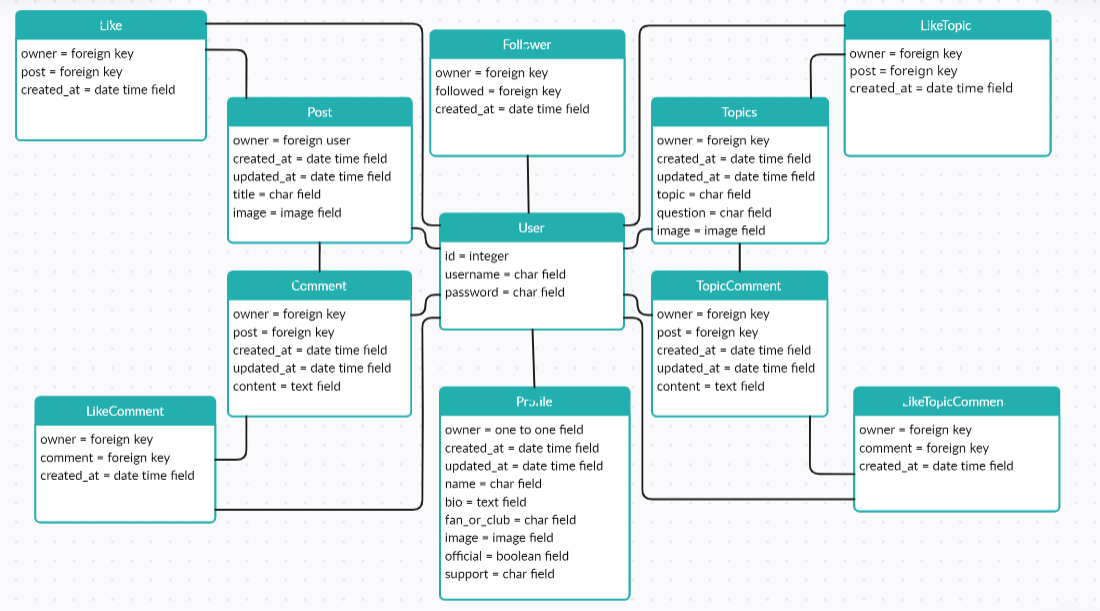 Like
owner = foreign key
post = foreign key
created_at = date time field
Follower
owner = foreign key
followed = foreign key
created_at = date time field
LikeTopic
owner = foreign key
post = foreign key
created_at = date time field
Post
owner = foreign user
created_at = date time field
updated_at = date time field
title = char field
image = image field
Topics
owner = foreign key
created_at = date time field
updated_at = date time field
topic = char field
question = char field
image = image field
User
id = integer
username = char field
password = char field
Comment
owner = foreign key
post = foreign key
created_at = date time field
updated_at = date time field
content = text field
TopicComment
owner = foreign key
post = foreign key
created_at = date time field
updated_at = date time field
content = text field
LikeComment
owner = foreign key
comment = foreign key
created_at = date time field
Profile
owner = one to one field
created_at = date time field
updated_at = date time field
name = char field
bio = text field
fan_or_club = char field
image = image field
official = boolean field
support = char field
LikeTopicCommen
owner = foreign key
comment = foreign key
created_at = date time field